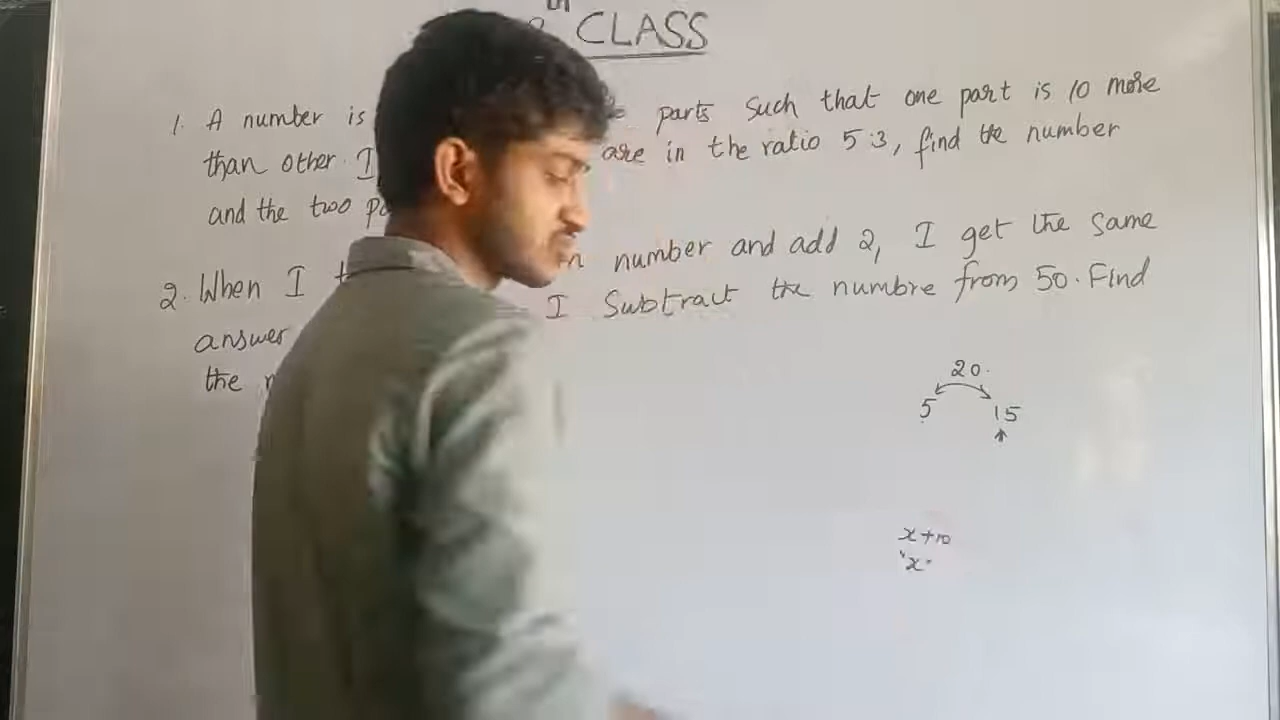 CLASS
1. A number is parts such that one part is 10 more
than other. I are in the ratio 5:3, find the number
and the two
2. When I number and add 2, I get the same
answer I Subtract the numbre from 50. Find
the
20.
5 15
x+10
x